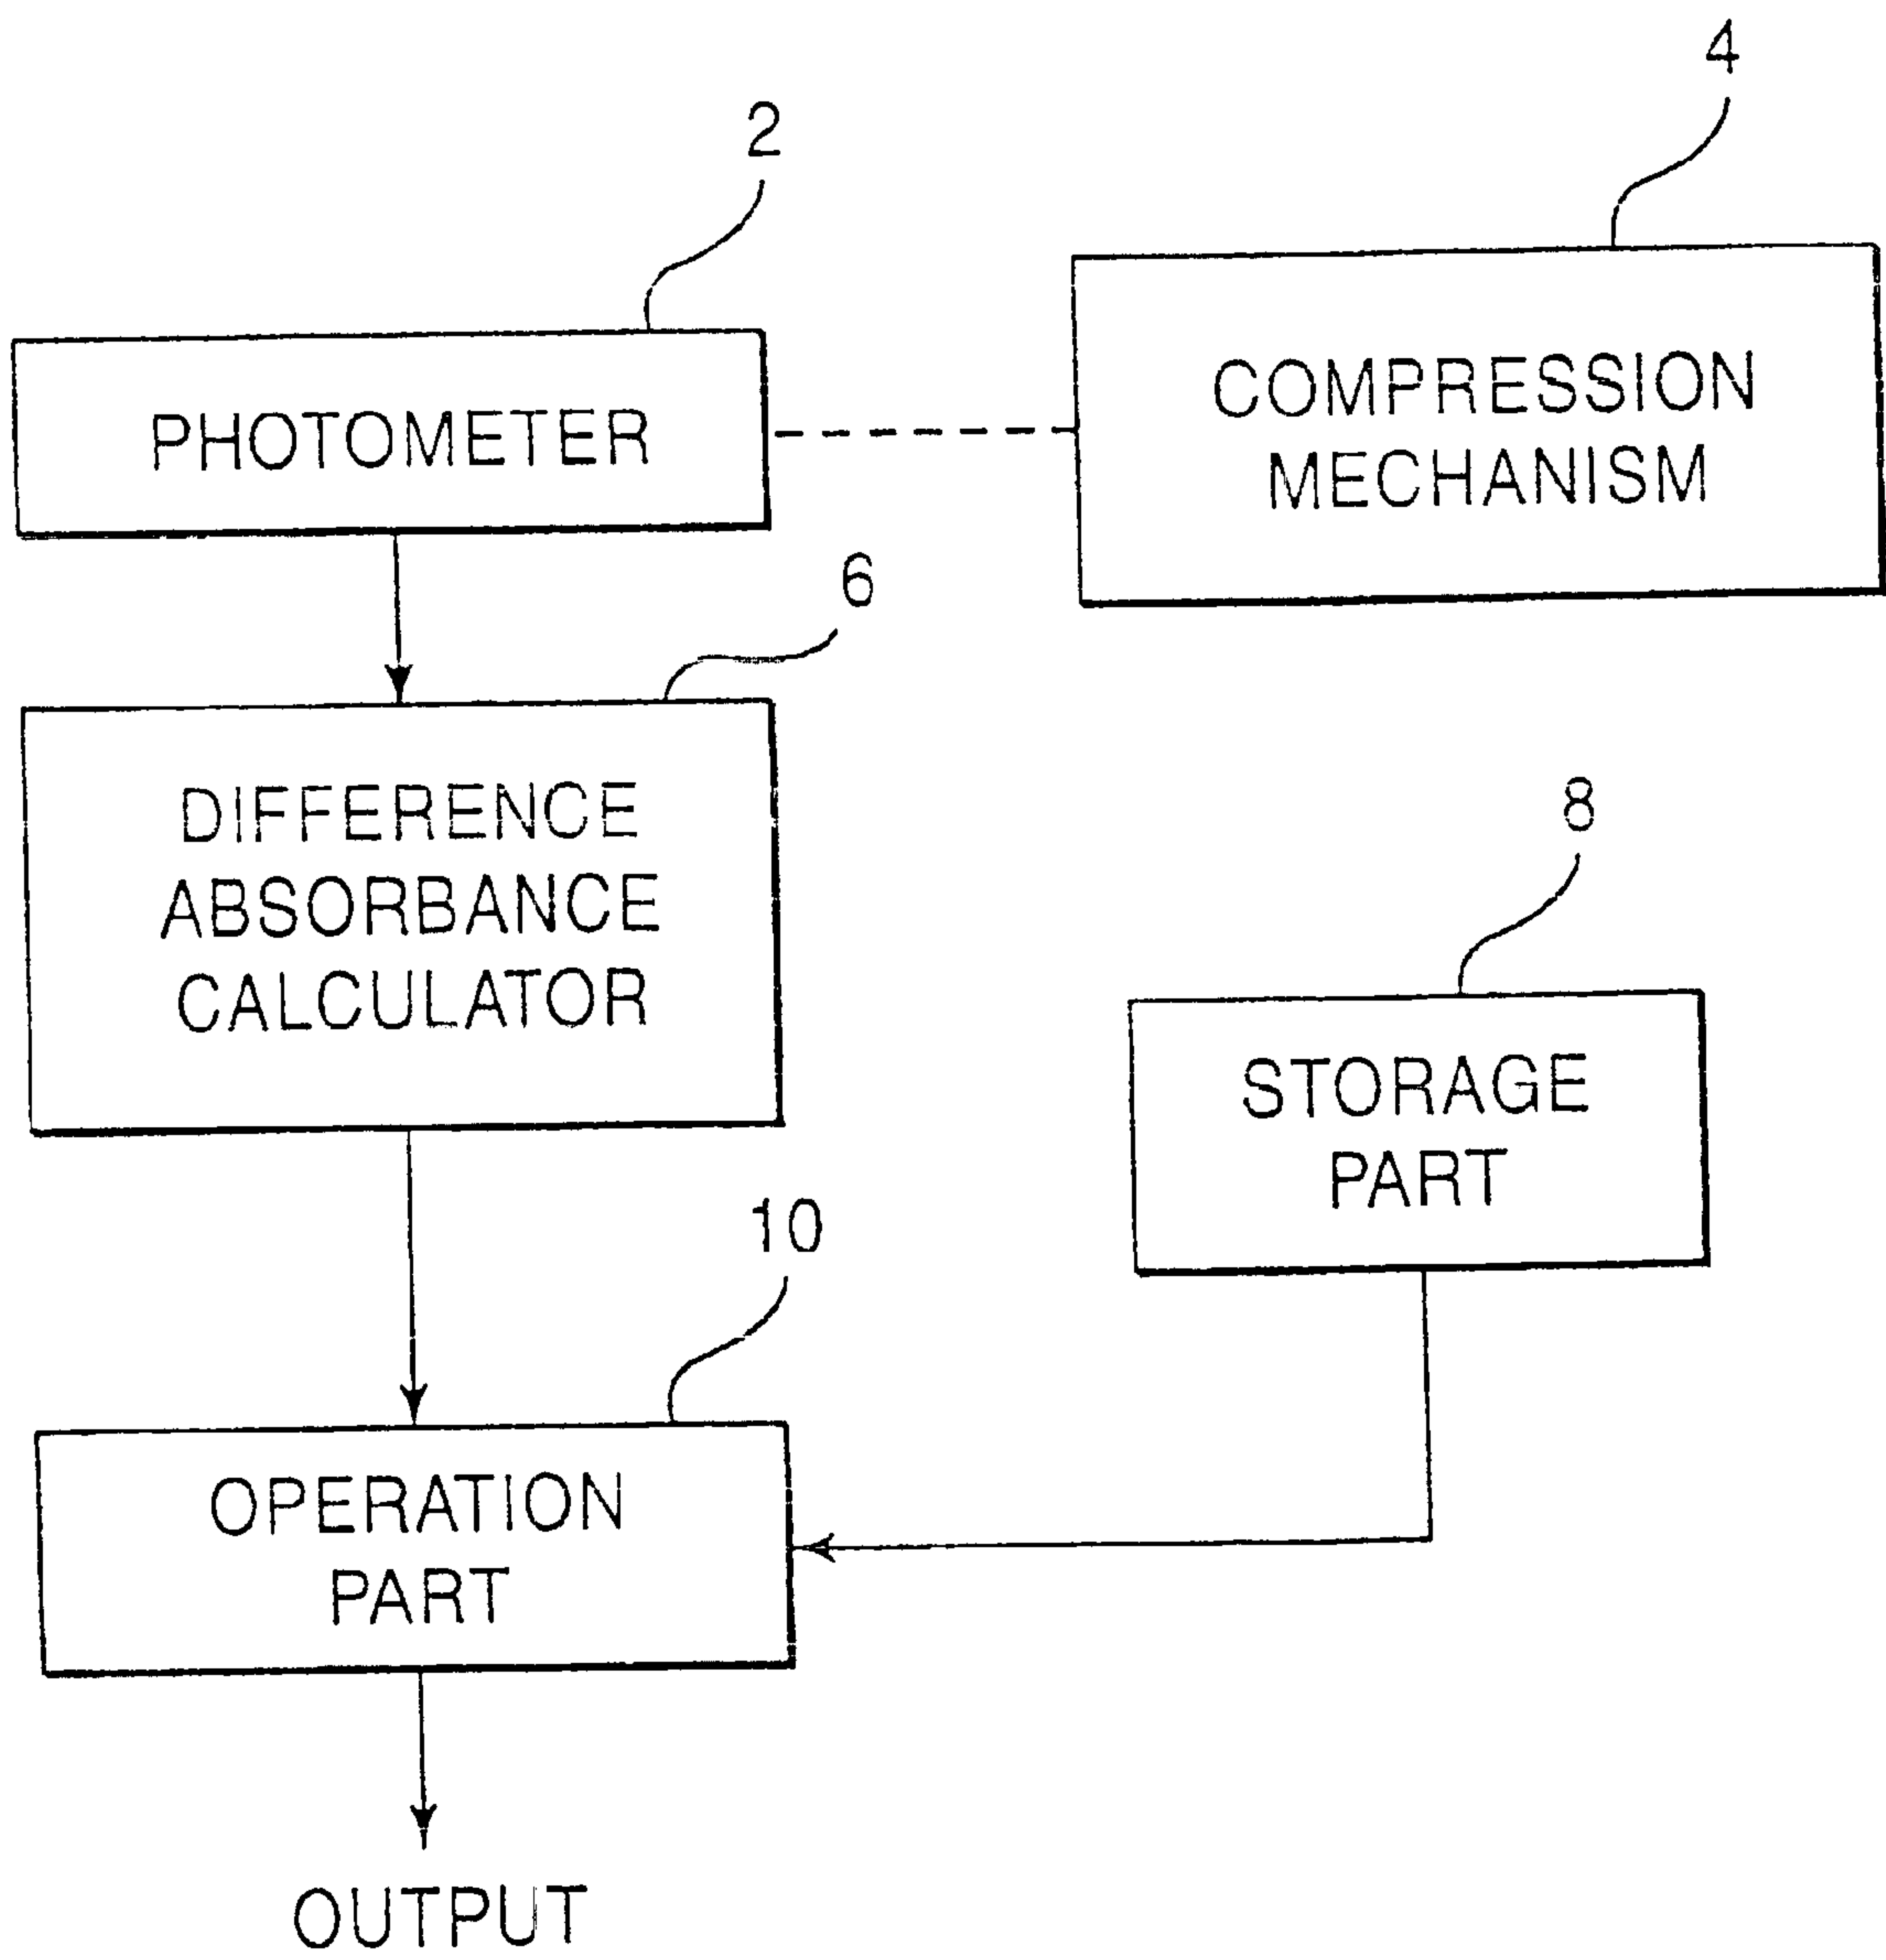 4
2
COMPRESSION
MECHANISM
PHOTOMETER
6
DIFFERENCE
ABSORBANCE
CALCULATOR
8
STORAGE
PART
10
OPERATION
PART
OUTPUT